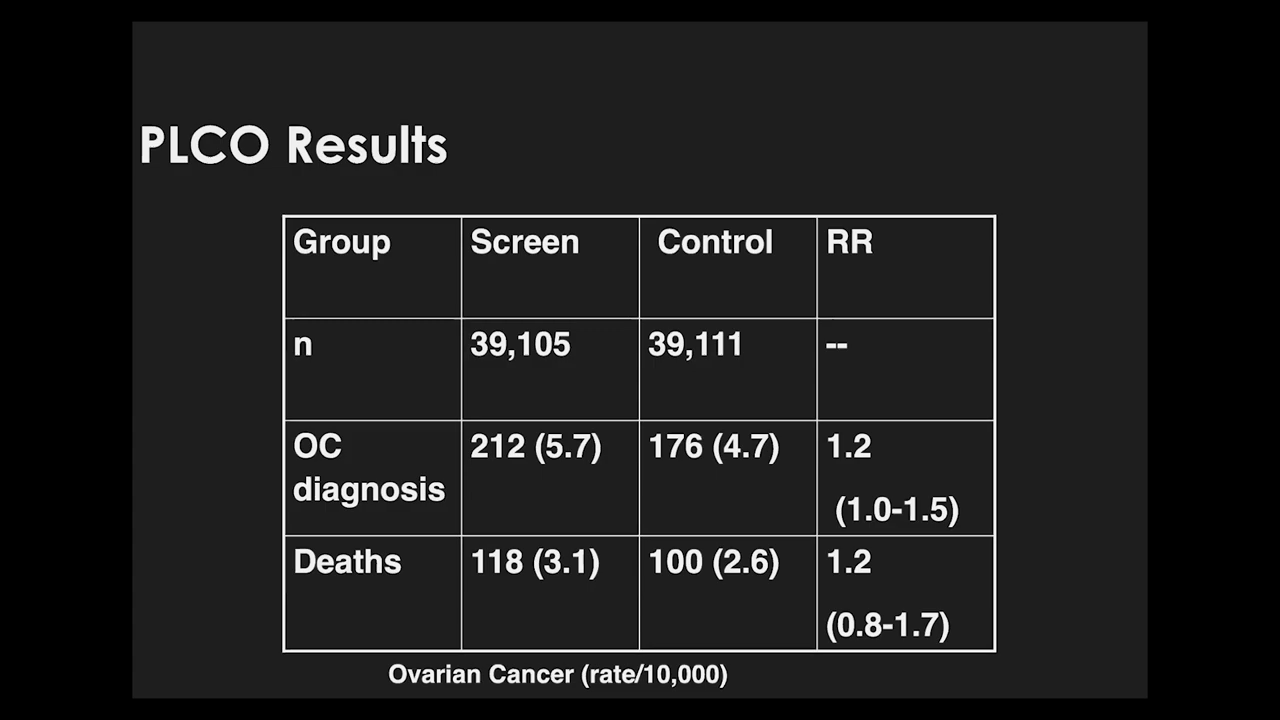 PLCO Results
Group Screen Control RR
n 39,105 39,111 --
OC diagnosis 212 (5.7) 176 (4.7) 1.2 (1.0-1.5)
Deaths 118 (3.1) 100 (2.6) 1.2 (0.8-1.7)
Ovarian Cancer (rate/10,000)